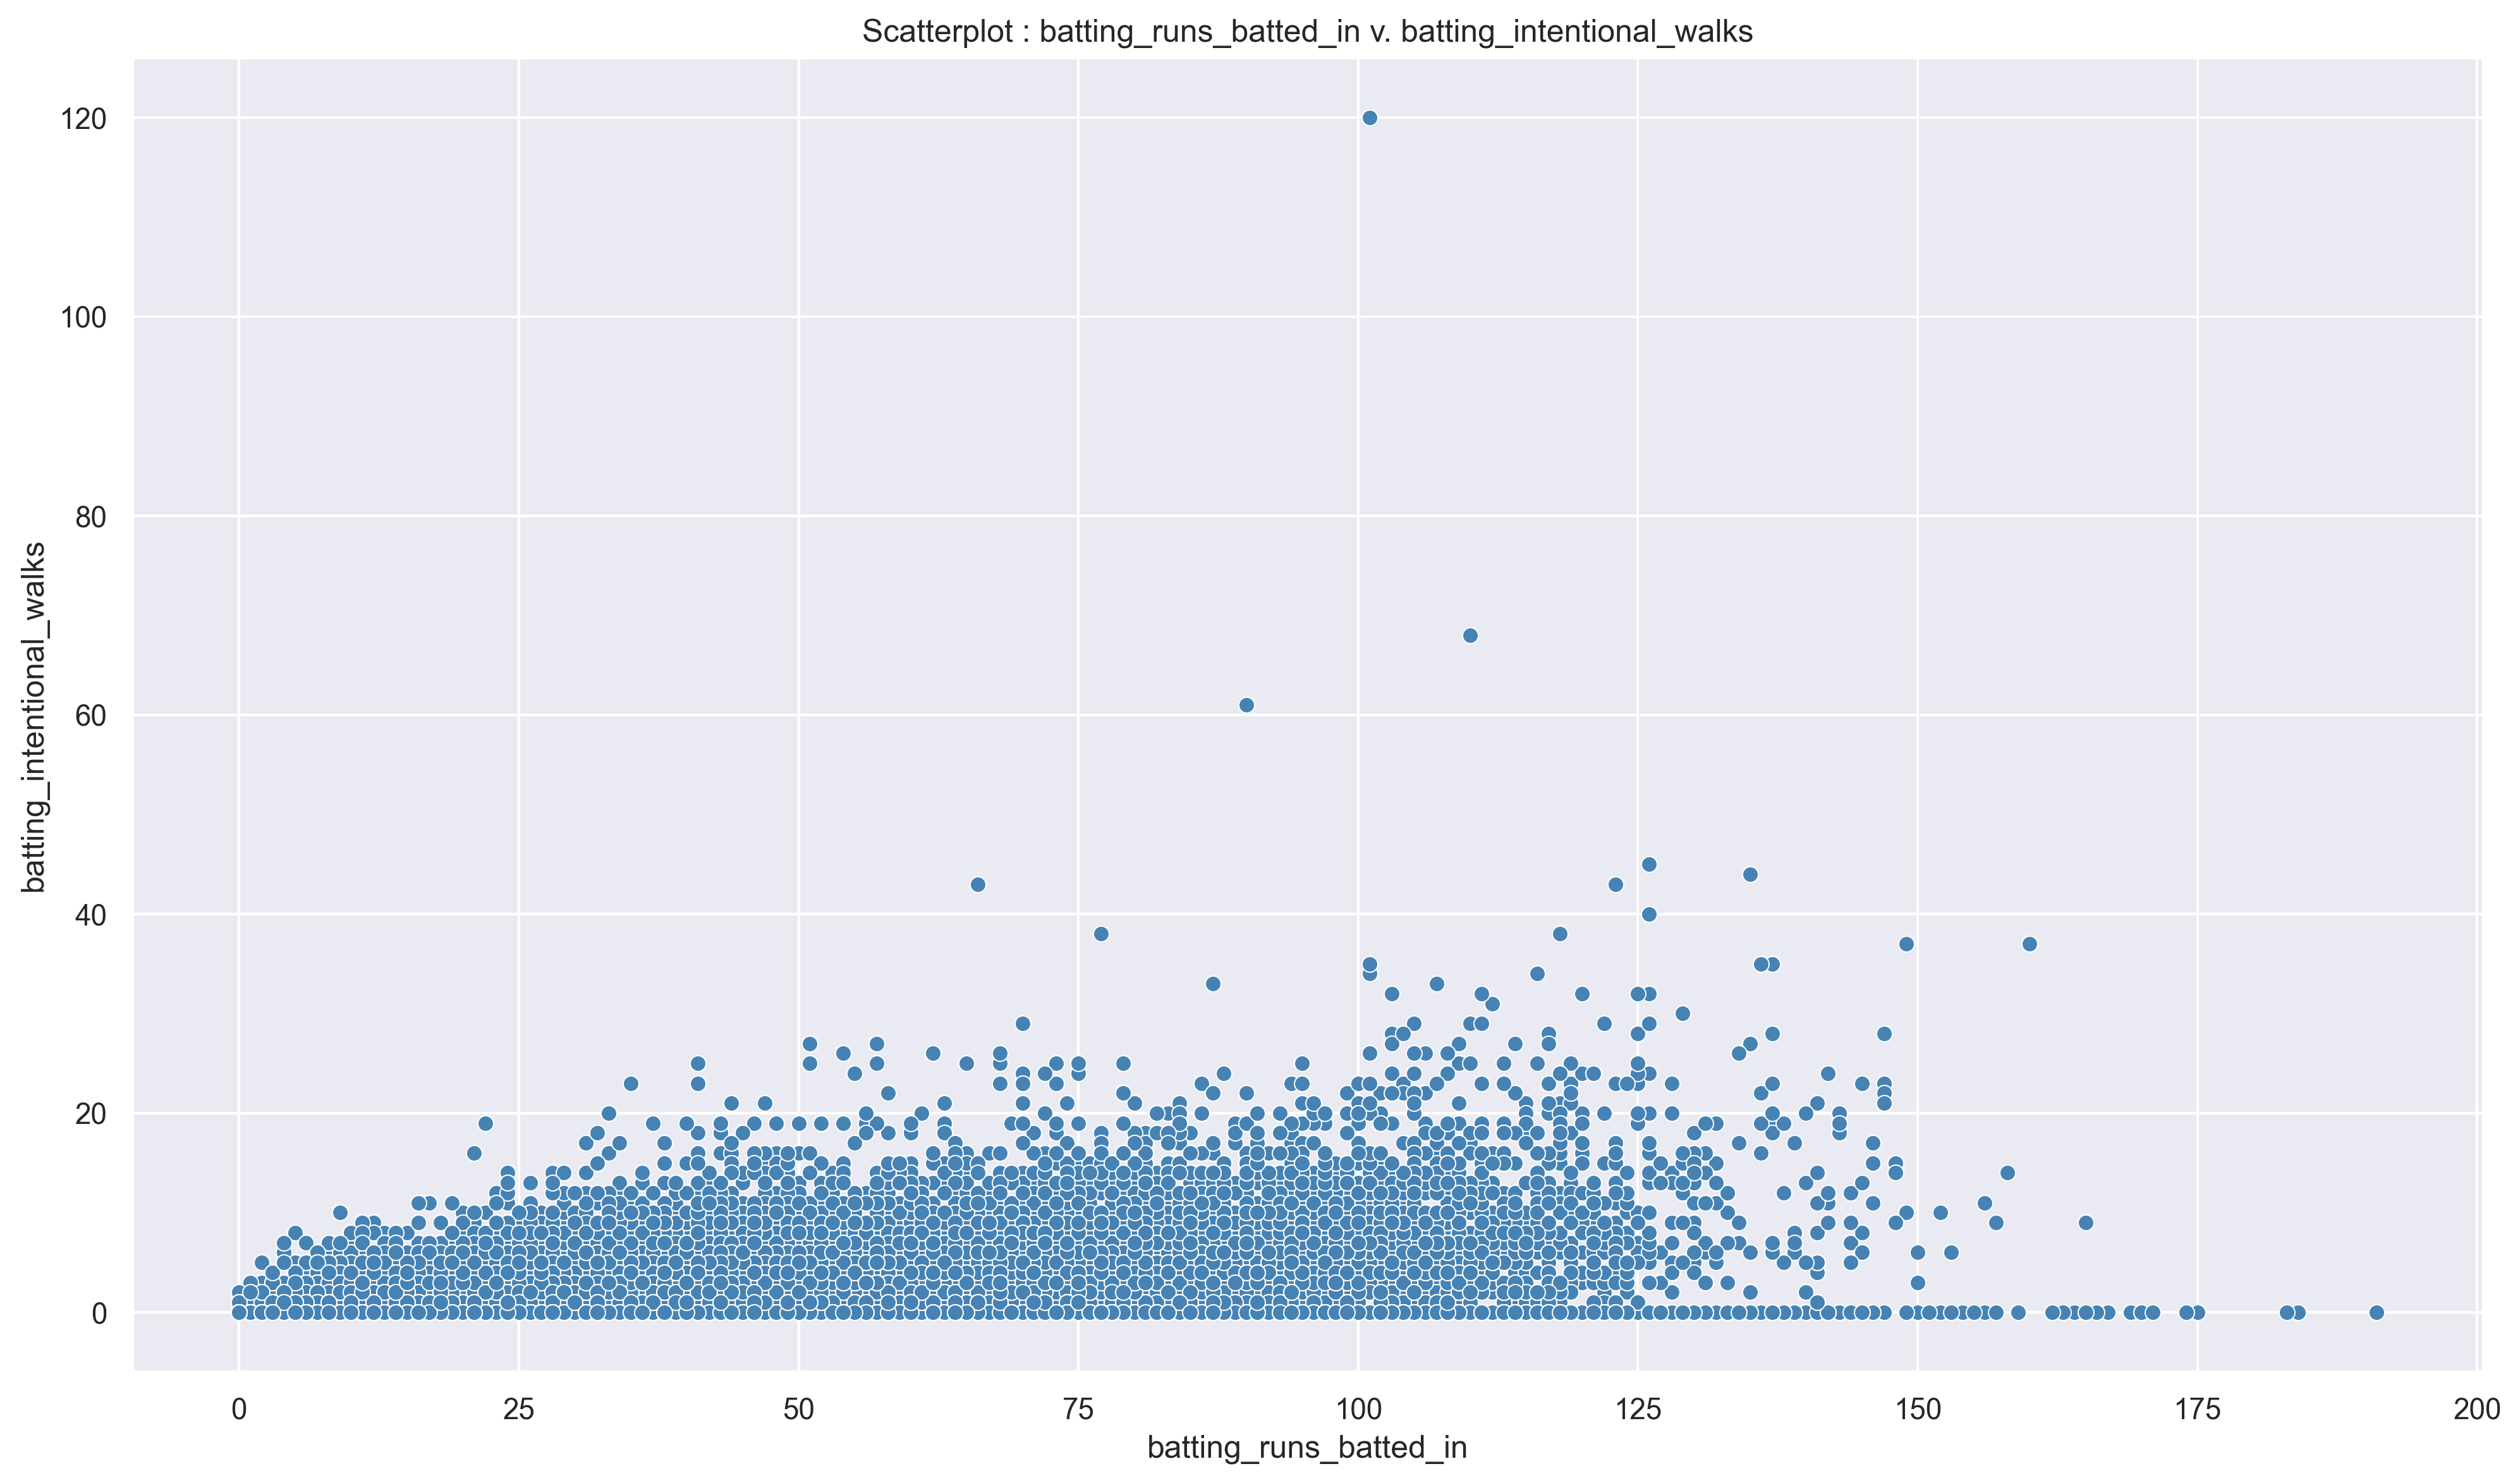 Scatterplot : batting_runs_batted_in v. batting_intentional_walks
120
100
80
60
40
20
0
batting_intentional_walks
0 25 50 75 100 125 150 175 200
batting_runs_batted_in